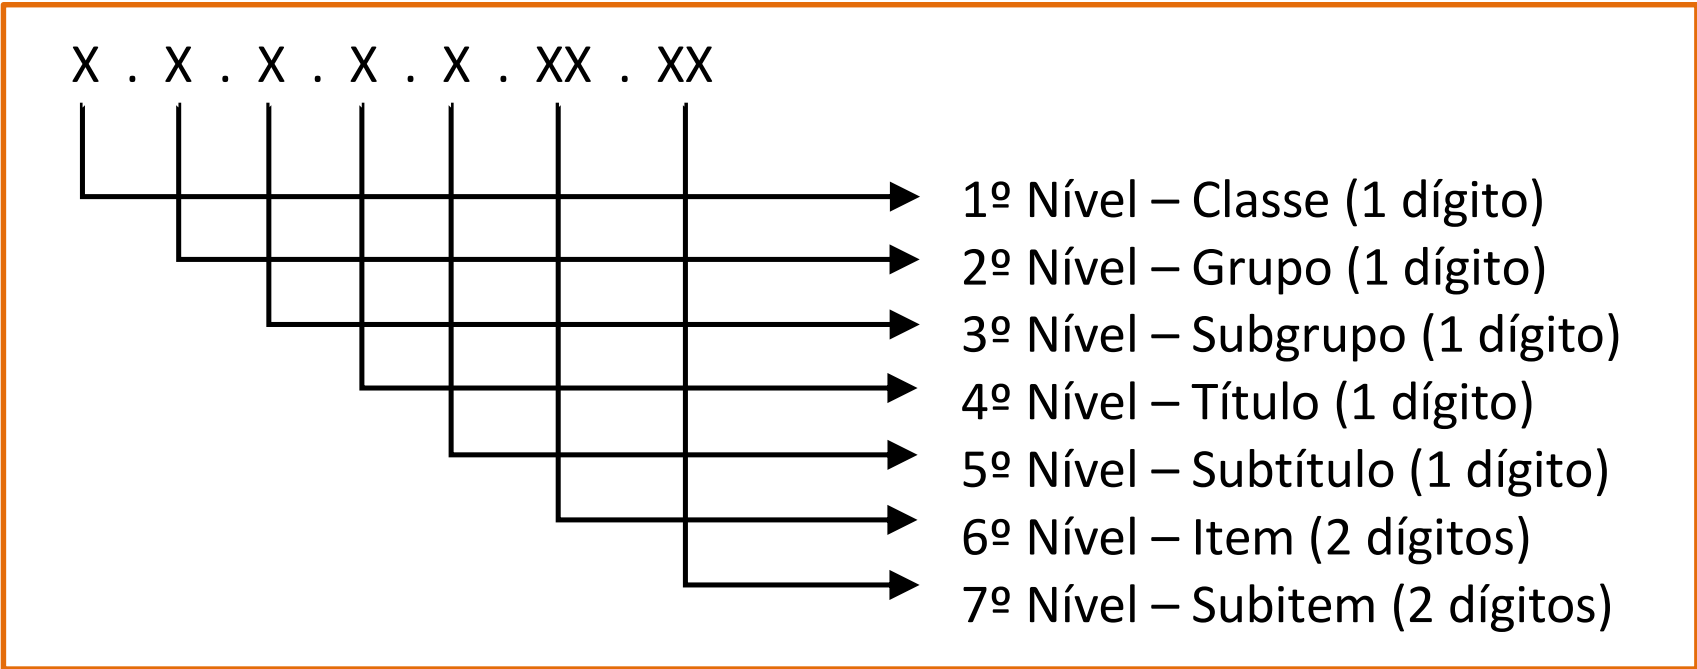 X . X . X . X . X . XX . XX
1º Nível – Classe (1 dígito)
2º Nível – Grupo (1 dígito)
3º Nível – Subgrupo (1 dígito)
4º Nível – Título (1 dígito)
5º Nível – Subtítulo (1 dígito)
6º Nível – Item (2 dígitos)
7º Nível – Subitem (2 dígitos)